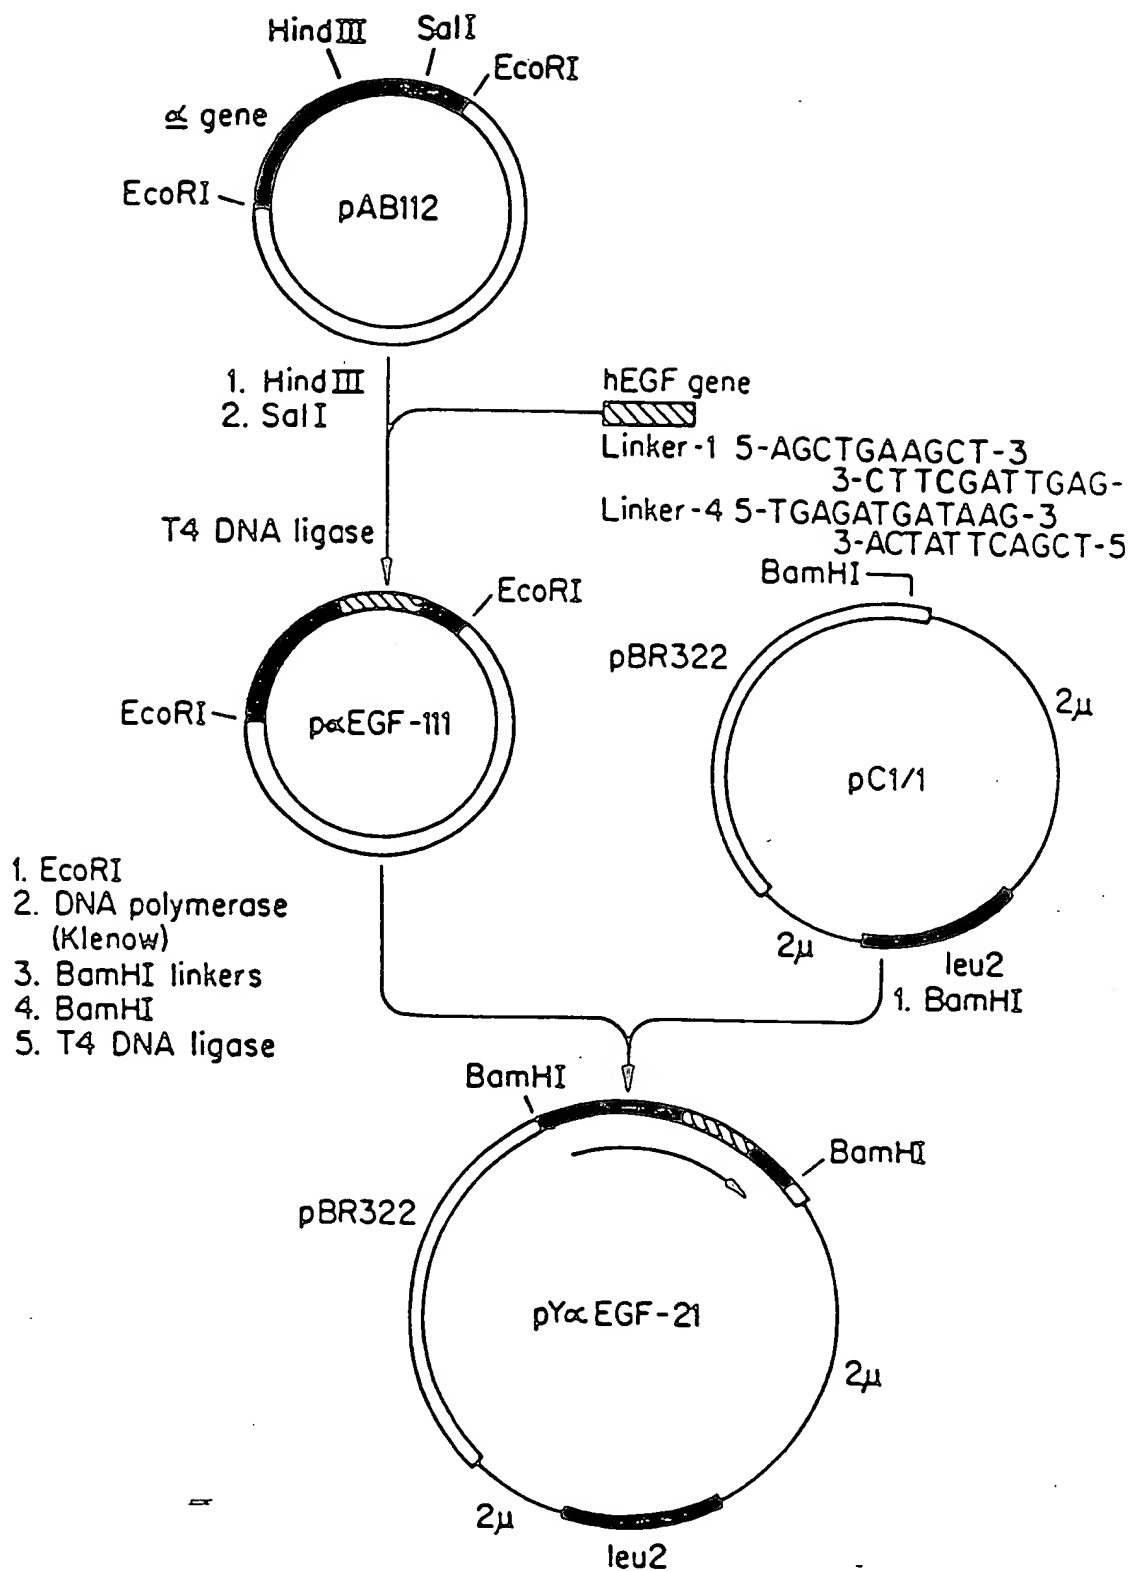 HindIII
SalI
EcoRI
α gene
EcoRI
pAB112
1. HindIII
2. SalI
hEGF gene
Linker-1 5-AGCTGAAGCT-3
3-CTTCGATTGAG-
Linker-4 5-TGAGATGATAAG-3
3-ACTATTCAGCT-5
T4 DNA ligase
BamHI
EcoRI
pBR322
2μ
EcoRI
pαEGF-111
pC1/1
1. EcoRI
2. DNA polymerase
(Klenow)
3. BamHI linkers
4. BamHI
5. T4 DNA ligase
2μ
leu2
1. BamHI
BamHI
BamHI
pBR322
pYαEGF-21
2μ
2μ
leu2